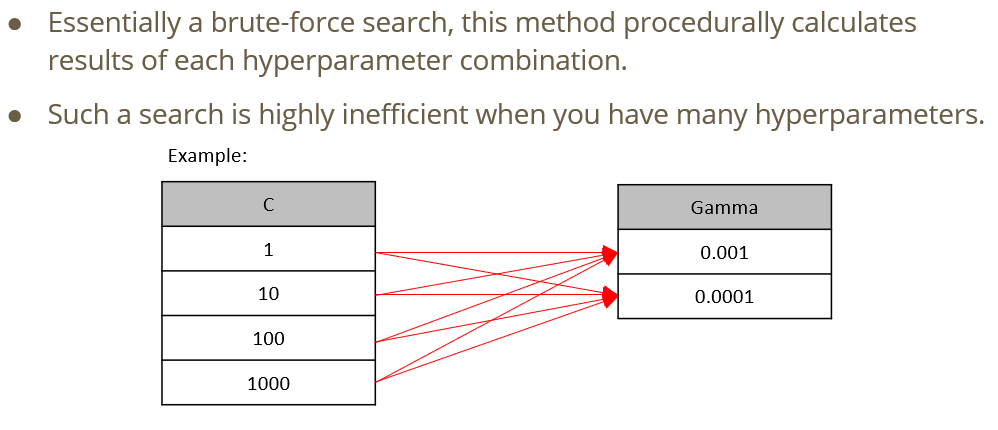 ● Essentially a brute-force search, this method procedurally calculates
results of each hyperparameter combination.
● Such a search is highly inefficient when you have many hyperparameters.
Example:
C
1
10
100
1000
Gamma
0.001
0.0001